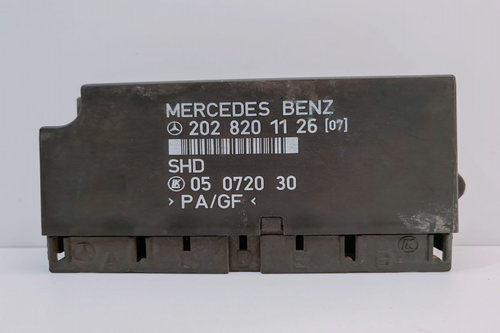 MERCEDES BENZ
202 820 11 26 [07]
SHD
05 0720 30
> PA/GF <